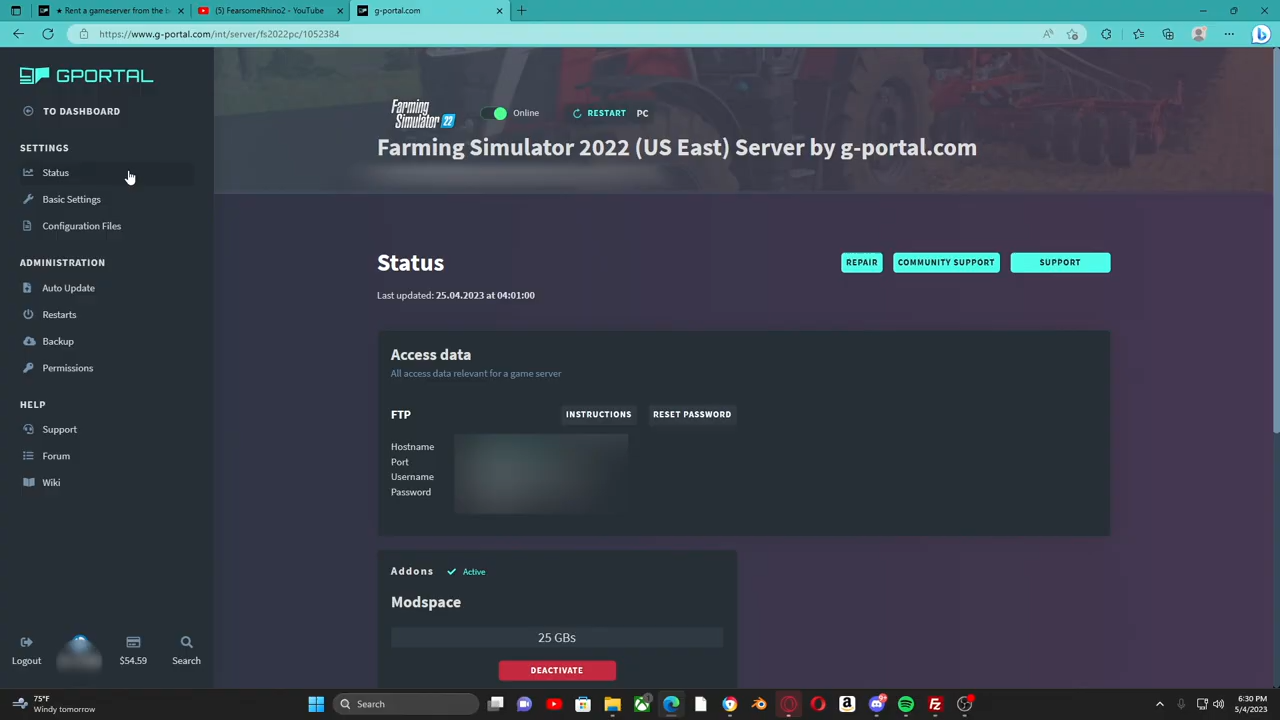 ★ Rent a gameserver from the b
(5) FearsomeRhino2 - YouTube
g-portal.com
https://www.g-portal.com/int/server/fs2022pc/1052384
GPORTAL
TO DASHBOARD
SETTINGS
Status
Basic Settings
Configuration Files
ADMINISTRATION
Auto Update
Restarts
Backup
Permissions
HELP
Support
Forum
Wiki
Logout
$54.59
Search
Farming Simulator 22
Online
RESTART
PC
Farming Simulator 2022 (US East) Server by g-portal.com
Status
REPAIR
COMMUNITY SUPPORT
SUPPORT
Last updated: 25.04.2023 at 04:01:00
Access data
All access data relevant for a game server
FTP
INSTRUCTIONS
RESET PASSWORD
Hostname
Port
Username
Password
Addons
Active
Modspace
25 GBs
DEACTIVATE
75°F
Windy tomorrow
Search
6:30 PM
5/4/2023